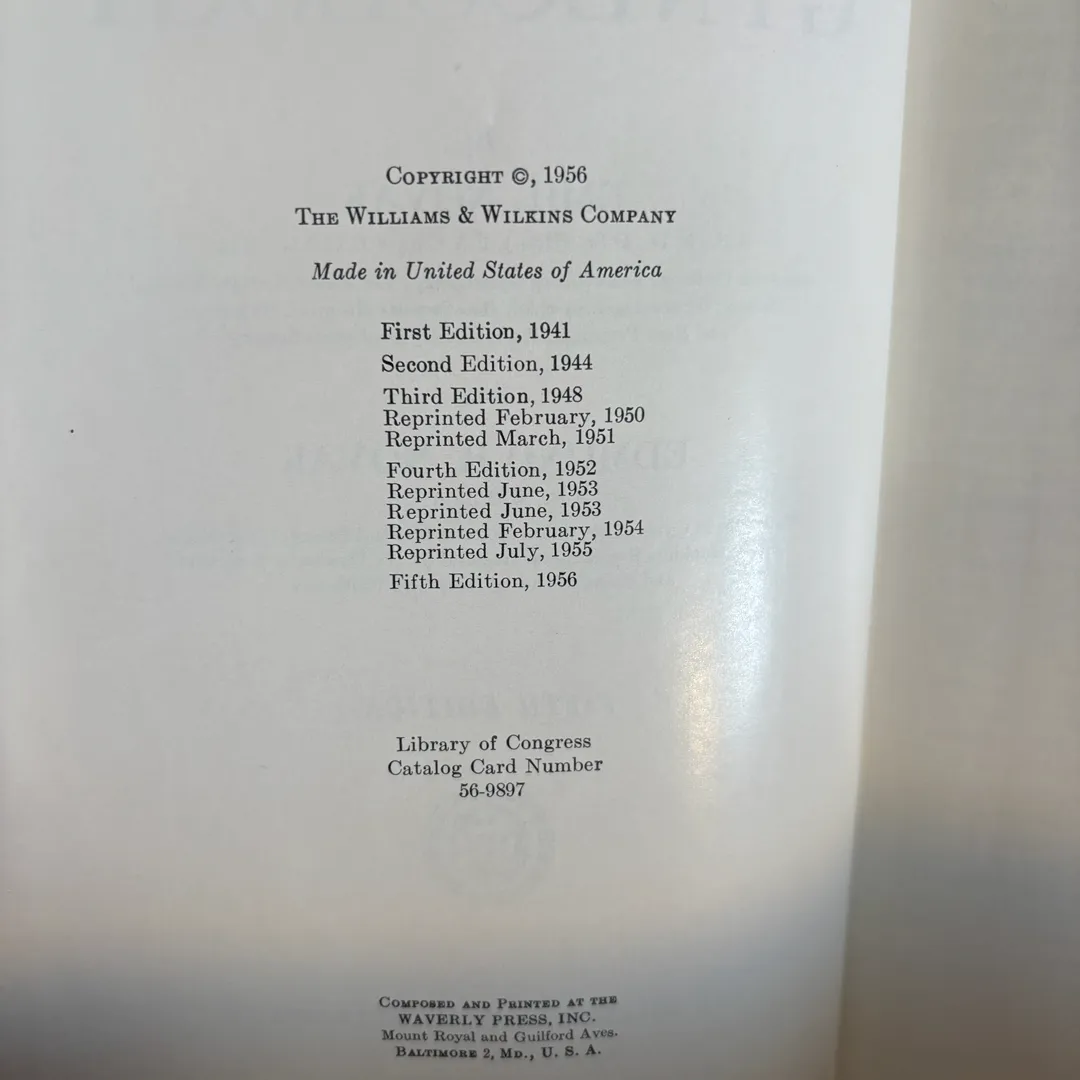 COPYRIGHT ©, 1956
THE WILLIAMS & WILKINS COMPANY
Made in United States of America
First Edition, 1941
Second Edition, 1944
Third Edition, 1948
Reprinted February, 1950
Reprinted March, 1951
Fourth Edition, 1952
Reprinted June, 1953
Reprinted June, 1953
Reprinted February, 1954
Reprinted July, 1955
Fifth Edition, 1956
Library of Congress
Catalog Card Number
56-9897
COMPOSED AND PRINTED AT THE
WAVERLY PRESS, INC.
Mount Royal and Guilford Aves.
BALTIMORE 2, MD., U. S. A.